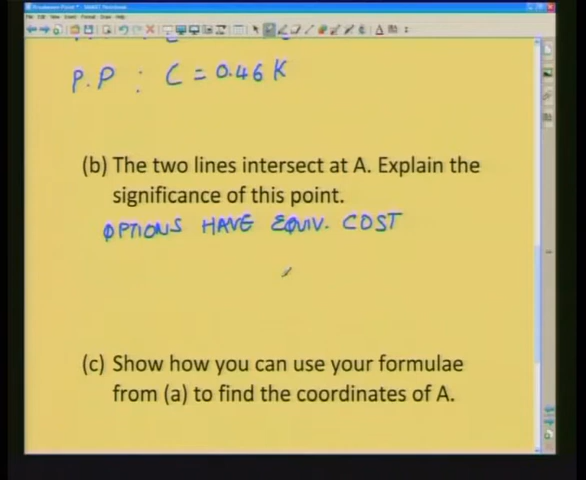 P.P : C = 0.46 K
(b) The two lines intersect at A. Explain the
significance of this point.
OPTIONS HAVE EQUIV. COST
(c) Show how you can use your formulae
from (a) to find the coordinates of A.